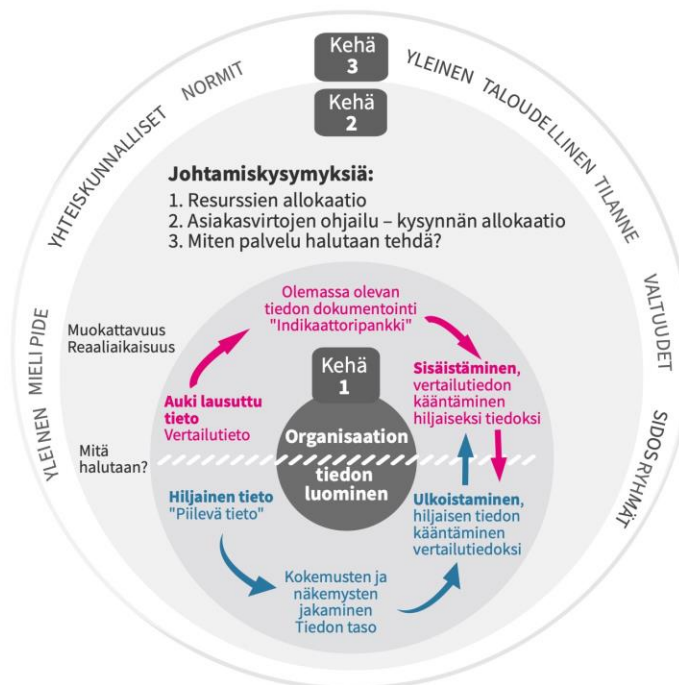 Kehä
3
Kehä
2
YLEINEN MIELIPIDE
YHTEISKUNNALLISET NORMIT
YLEINEN TALOUDELLINEN TILANNE
VALTUUDET
SIDOSRYHMÄT
Johtamiskysymyksiä:
1. Resurssien allokaatio
2. Asiakasvirtojen ohjailu – kysynnän allokaatio
3. Miten palvelu halutaan tehdä?
Muokattavuus
Reaaliaikaisuus
Mitä
halutaan?
Olemassa olevan
tiedon dokumentointi
"Indikaattoripankki"
Kehä
1
Auki lausuttu
tieto
Vertailutieto
Sisäistäminen,
vertailutiedon
kääntäminen
hiljaiseksi tiedoksi
Organisaation
tiedon
luominen
Hiljainen tieto
"Piilevä tieto"
Ulkoistaminen,
hiljaisen tiedon
kääntäminen
vertailutiedoksi
Kokemusten ja
näkemysten
jakaminen
Tiedon taso